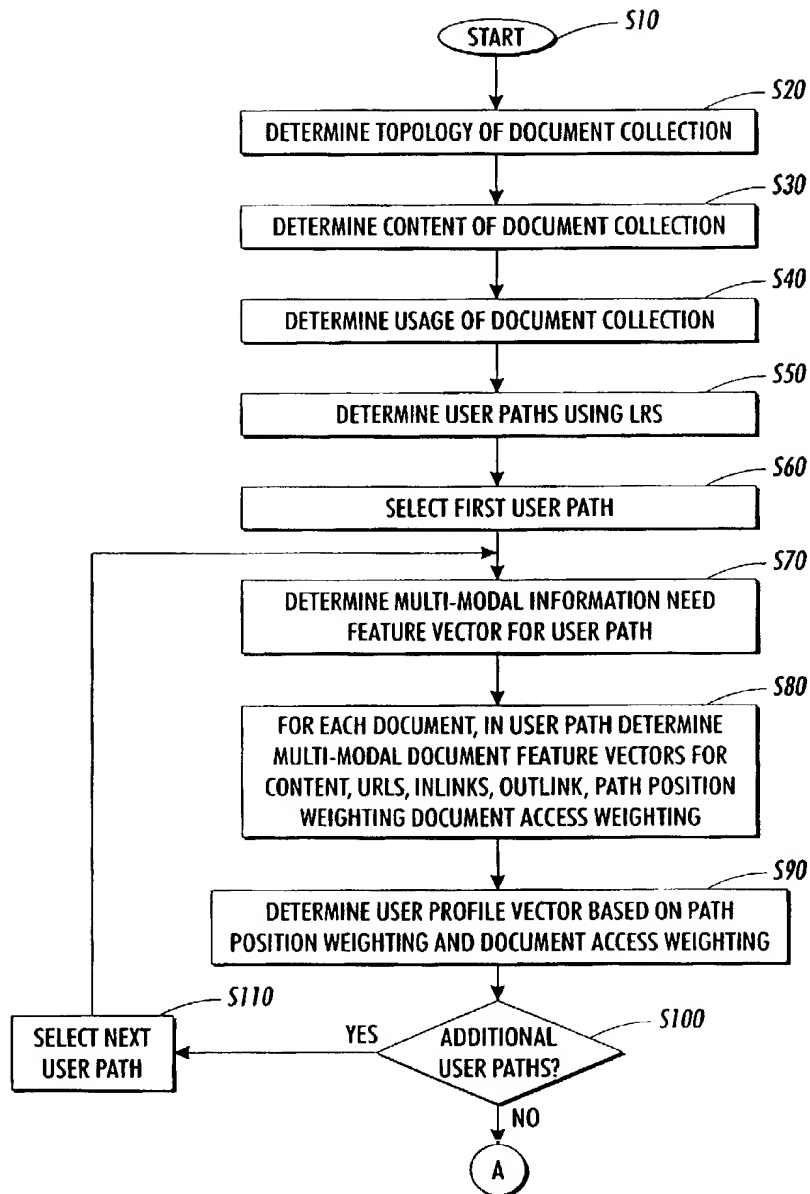 START
S10
S20
DETERMINE TOPOLOGY OF DOCUMENT COLLECTION
S30
DETERMINE CONTENT OF DOCUMENT COLLECTION
S40
DETERMINE USAGE OF DOCUMENT COLLECTION
S50
DETERMINE USER PATHS USING LRS
S60
SELECT FIRST USER PATH
S70
DETERMINE MULTI-MODAL INFORMATION NEED
FEATURE VECTOR FOR USER PATH
S80
FOR EACH DOCUMENT, IN USER PATH DETERMINE
MULTI-MODAL DOCUMENT FEATURE VECTORS FOR
CONTENT, URLS, INLINKS, OUTLINK, PATH POSITION
WEIGHTING DOCUMENT ACCESS WEIGHTING
S90
DETERMINE USER PROFILE VECTOR BASED ON PATH
POSITION WEIGHTING AND DOCUMENT ACCESS WEIGHTING
S110
SELECT NEXT
USER PATH
YES
S100
ADDITIONAL
USER PATHS?
NO
A